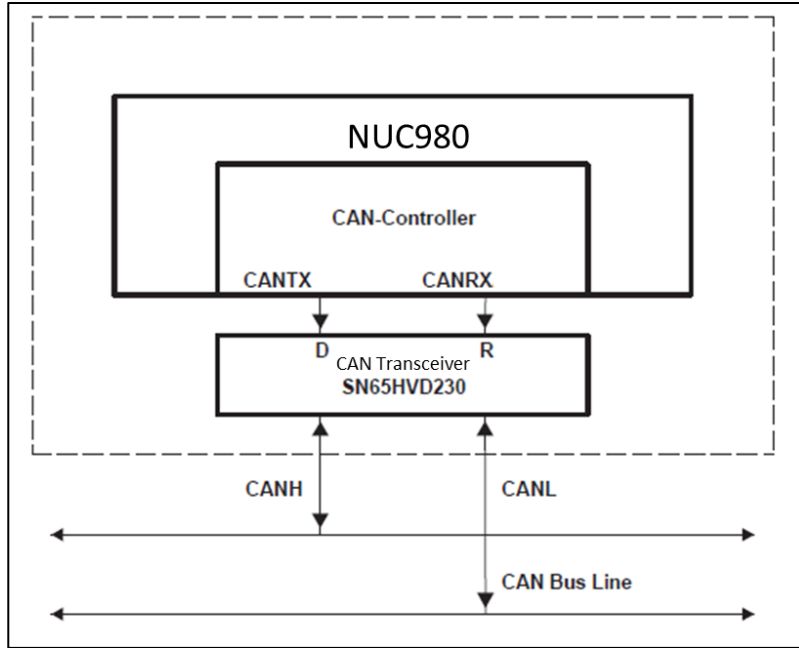 NUC980
CAN-Controller
CANTX CANRX
D R
CAN Transceiver
SN65HVD230
CANH CANL
CAN Bus Line